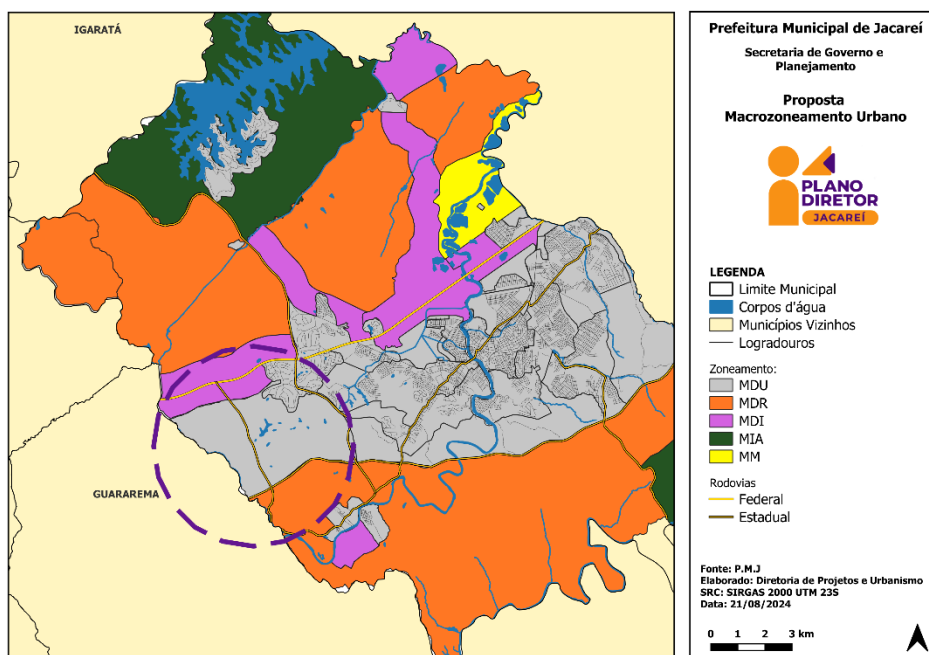 IGARATÁ
GUARAREMA
Prefeitura Municipal de Jacareí
Secretaria de Governo e
Planejamento
Proposta
Macrozoneamento Urbano
PLANO
DIRETOR
JACAREÍ
LEGENDA
Limite Municipal
Corpos d'água
Municípios Vizinhos
Logradouros
Zoneamento:
MDU
MDR
MDI
MIA
MM
Rodovias
Federal
Estadual
Fonte: P.M.J
Elaborado: Diretoria de Projetos e Urbanismo
SRC: SIRGAS 2000 UTM 23S
Data: 21/08/2024
0 1 2 3 km